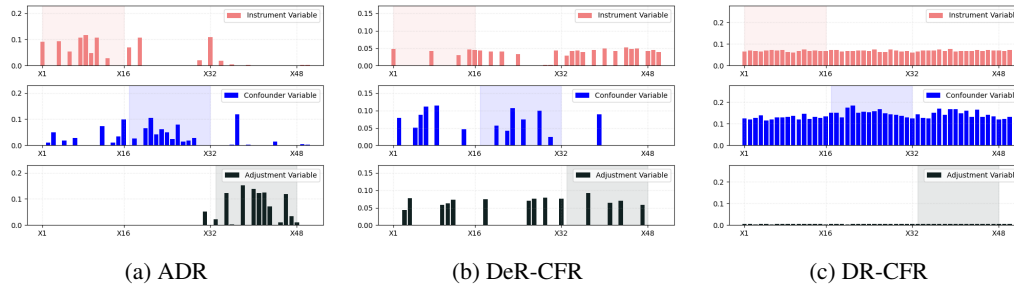 Instrument Variable
0.2
0.1
0.0
X1 X16 X32 X48
Confounder Variable
0.2
0.1
0.0
X1 X16 X32 X48
Adjustment Variable
0.2
0.1
0.0
X1 X16 X32 X48
(a) ADR
Instrument Variable
0.15
0.10
0.05
0.00
X1 X16 X32 X48
Confounder Variable
0.15
0.10
0.05
0.00
X1 X16 X32 X48
Adjustment Variable
0.15
0.10
0.05
0.00
X1 X16 X32 X48
(b) DeR-CFR
Instrument Variable
0.2
0.1
0.0
X1 X16 X32 X48
Confounder Variable
0.2
0.1
0.0
X1 X16 X32 X48
Adjustment Variable
0.2
0.1
0.0
X1 X16 X32 X48
(c) DR-CFR